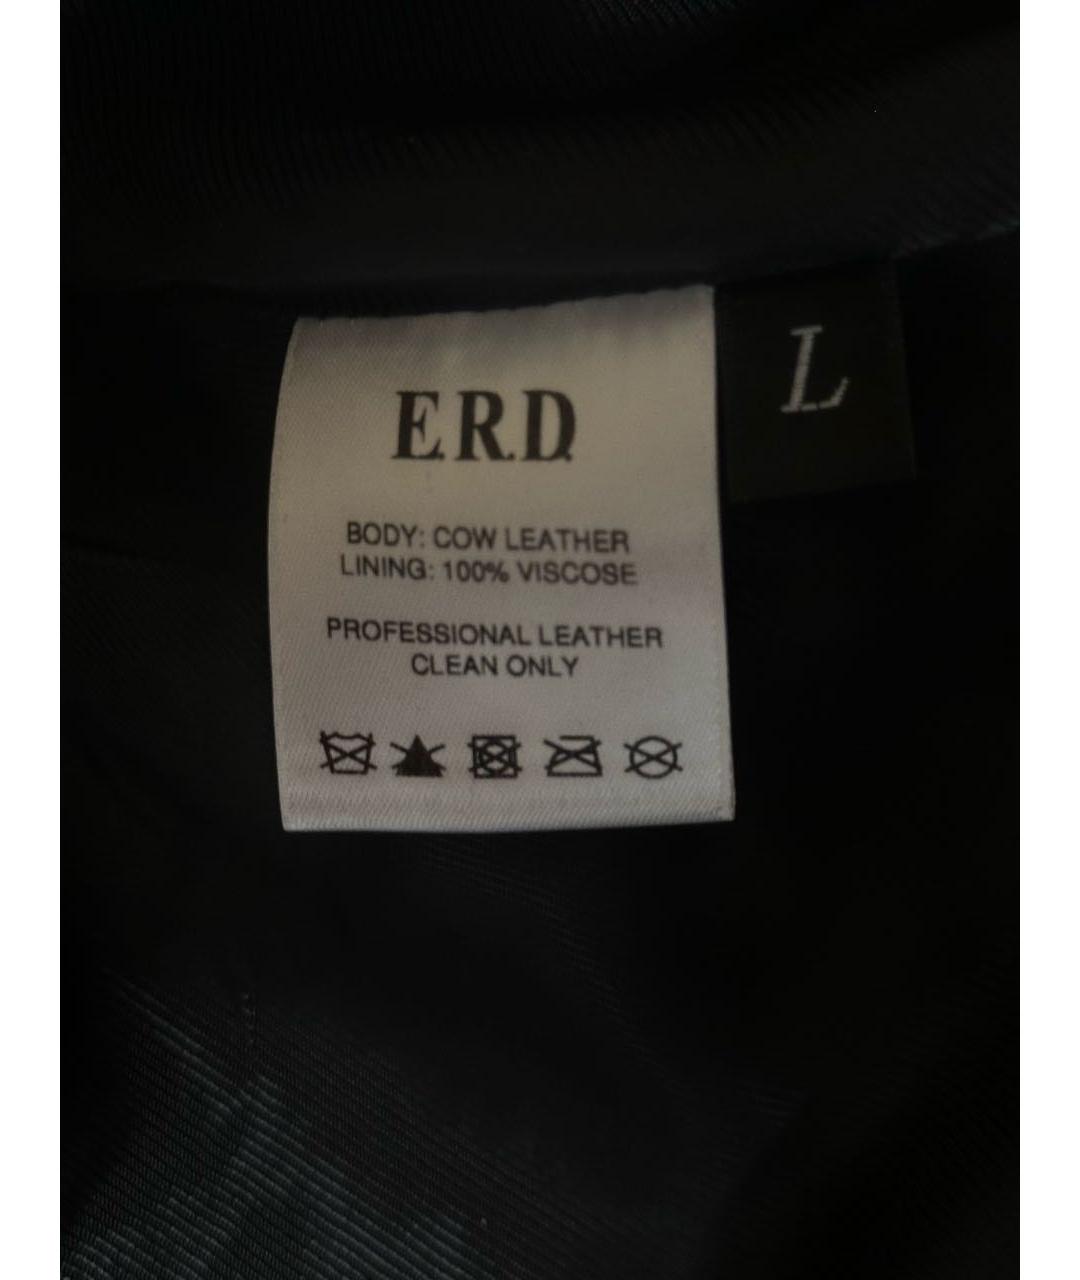 E.R.D.
L
BODY: COW LEATHER
LINING: 100% VISCOSE
PROFESSIONAL LEATHER
CLEAN ONLY